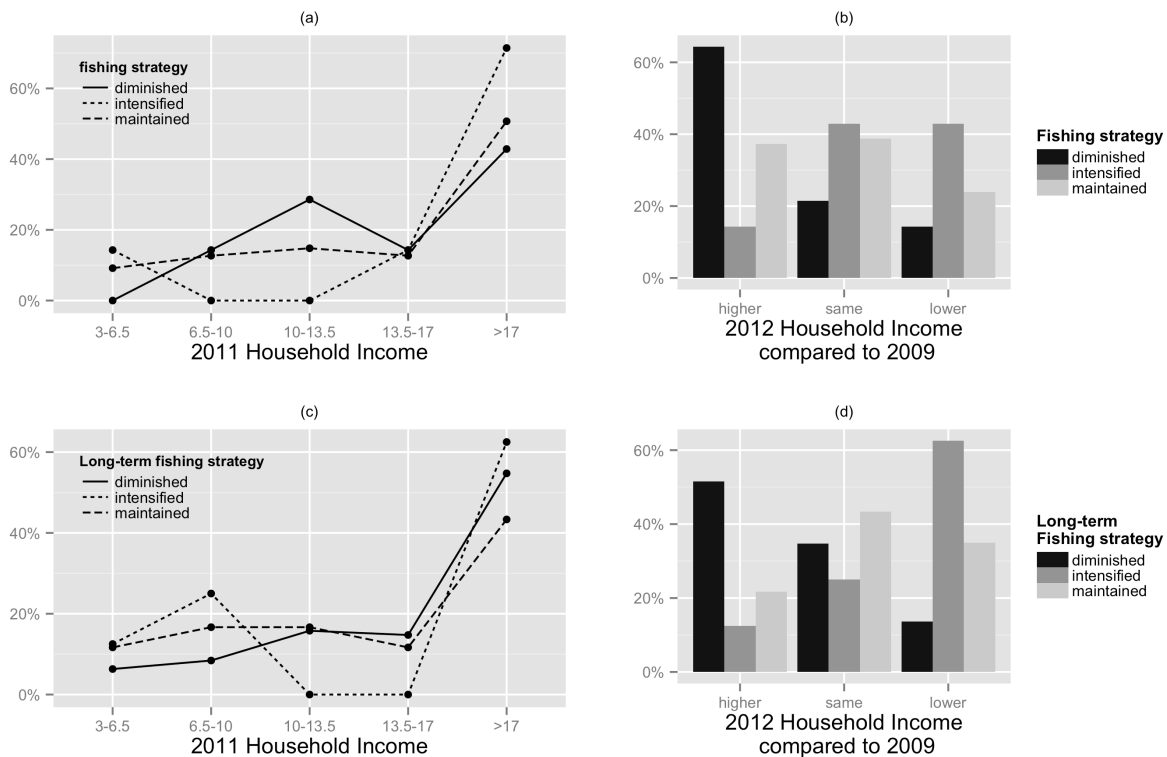 (a)
60%
40%
20%
0%
fishing strategy
diminished
intensified
maintained
3-6.5 6.5-10 10-13.5 13.5-17 >17
2011 Household Income
(b)
60%
40%
20%
0%
higher same lower
2012 Household Income
compared to 2009
Fishing strategy
diminished
intensified
maintained
(c)
60%
40%
20%
0%
Long-term fishing strategy
diminished
intensified
maintained
3-6.5 6.5-10 10-13.5 13.5-17 >17
2011 Household Income
(d)
60%
40%
20%
0%
higher same lower
2012 Household Income
compared to 2009
Long-term
Fishing strategy
diminished
intensified
maintained